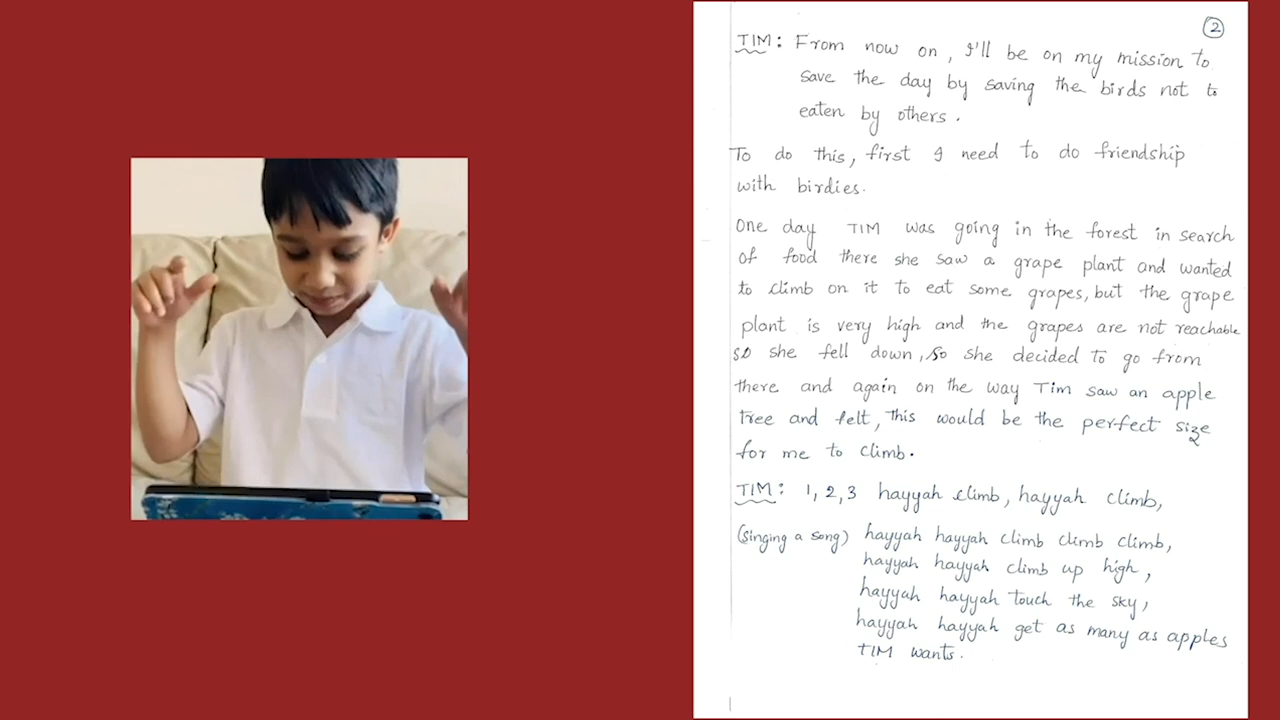 2
TIM: From now on, I'll be on my mission to
save the day by saving the birds not to
eaten by others.
To do this, first I need to do friendship
with birdies.
One day TIM was going in the forest in search
of food there she saw a grape plant and wanted
to climb on it to eat some grapes, but the grape
plant is very high and the grapes are not reachable
so she fell down, so she decided to go from
there and again on the way Tim saw an apple
tree and felt, this would be the perfect size
for me to climb.
TIM: 1, 2, 3 hayyah climb, hayyah climb,
(singing a song) hayyah hayyah climb climb climb,
hayyah hayyah climb up high,
hayyah hayyah touch the sky,
hayyah hayyah get as many as apples
TIM wants.